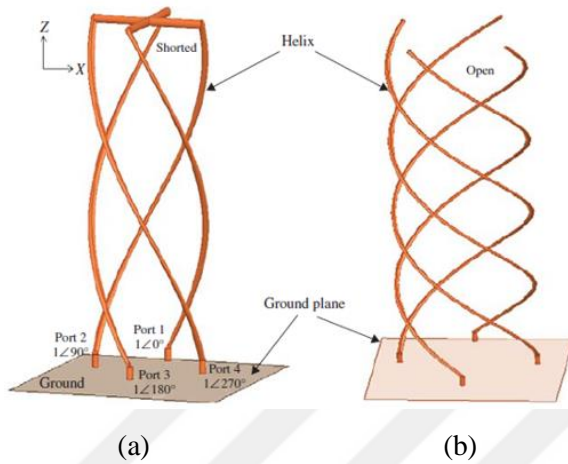 Z
X
Shorted
Helix
Open
Ground plane
Port 1
1∠0°
Port 2
1∠90°
Port 3
1∠180°
Port 4
1∠270°
Ground
(a)
(b)